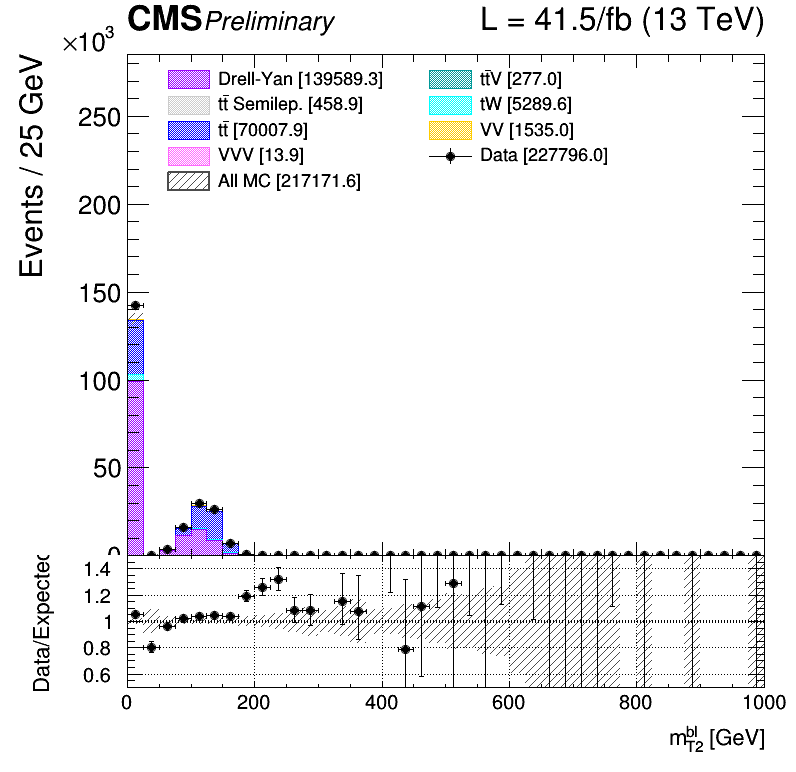 CMS Preliminary L = 41.5/fb (13 TeV)
×10³
Events / 25 GeV
Drell-Yan [139589.3]
tt̄ Semilep. [458.9]
tt̄ [70007.9]
VVV [13.9]
All MC [217171.6]
tt̄V [277.0]
tW [5289.6]
VV [1535.0]
Data [227796.0]
250
200
150
100
50
0
Data/Expected
1.4
1.2
1
0.8
0.6
0 200 400 600 800 1000
m_{T2}^{bl} [GeV]